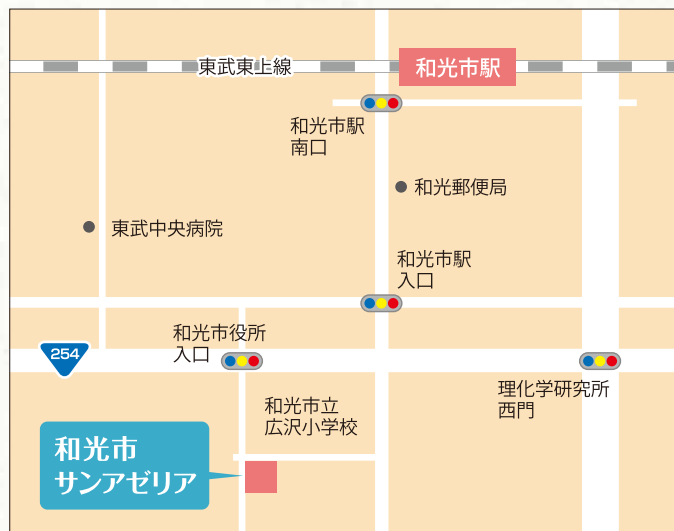 東武東上線
和光市駅
和光市駅
南口
和光郵便局
東武中央病院
和光市駅
入口
和光市役所
入口
254
理化学研究所
西門
和光市立
広沢小学校
和光市
サンアゼリア